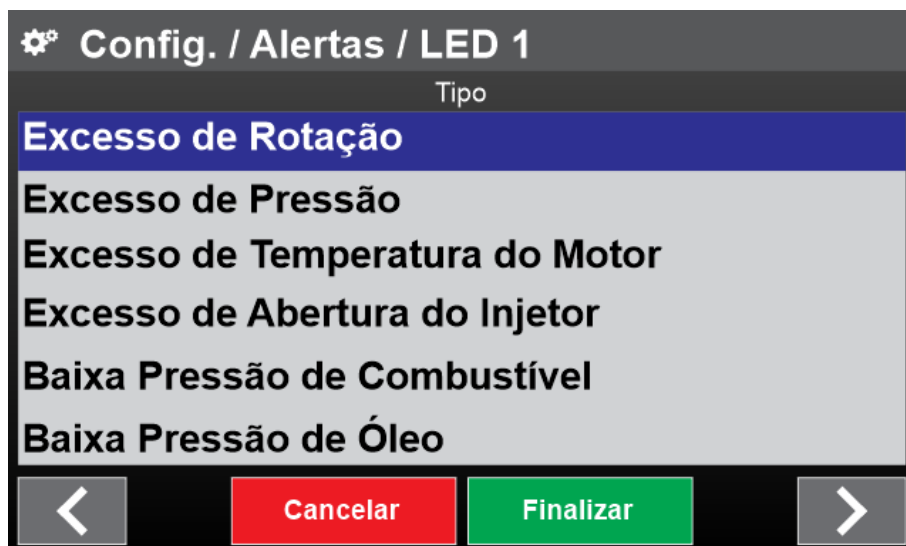 Config. / Alertas / LED 1
Tipo
Excesso de Rotação
Excesso de Pressão
Excesso de Temperatura do Motor
Excesso de Abertura do Injetor
Baixa Pressão de Combustível
Baixa Pressão de Óleo
Cancelar Finalizar